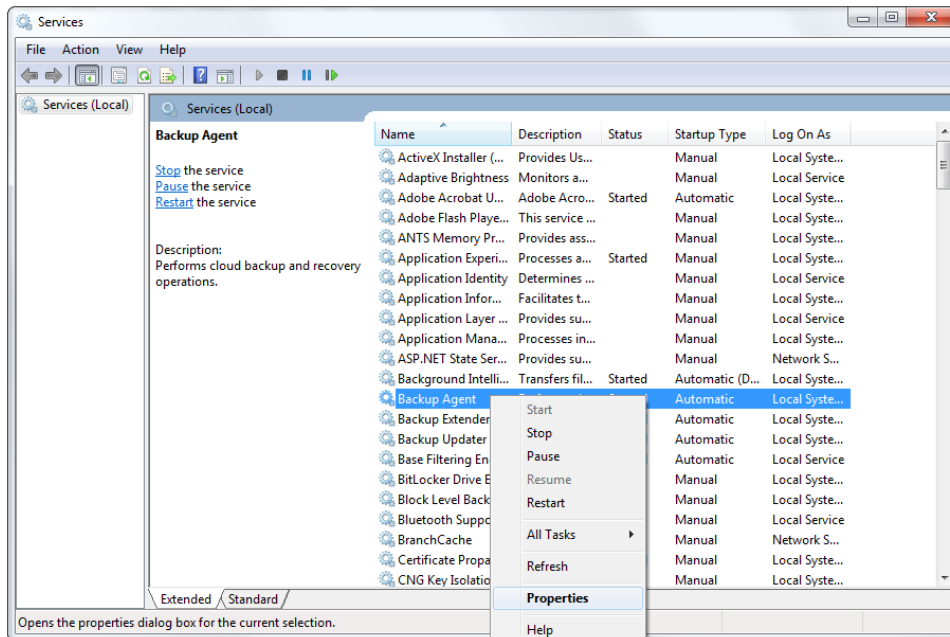 Services
File Action View Help
Services (Local)
Services (Local)
Backup Agent
Stop the service
Pause the service
Restart the service
Description:
Performs cloud backup and recovery
operations.
Name Description Status Startup Type Log On As
ActiveX Installer (... Provides Us... Manual Local Syste...
Adaptive Brightness Monitors a... Manual Local Service
Adobe Acrobat U... Adobe Acro... Started Automatic Local Syste...
Adobe Flash Playe... This service ... Manual Local Syste...
ANTS Memory Pr... Provides ass... Manual Local Syste...
Application Experi... Processes a... Started Manual Local Syste...
Application Identity Determines ... Manual Local Service
Application Infor... Facilitates t... Manual Local Syste...
Application Layer ... Provides su... Manual Local Service
Application Mana... Processes in... Manual Local Syste...
ASP.NET State Ser... Provides su... Manual Network S...
Background Intelli... Transfers fil... Started Automatic (D... Local Syste...
Backup Agent Automatic Local Syste...
Backup Extender Automatic Local Syste...
Backup Updater Automatic Local Syste...
Base Filtering En Automatic Local Service
BitLocker Drive E Manual Local Syste...
Block Level Back Manual Local Syste...
Bluetooth Suppo Manual Local Service
BranchCache Manual Network S...
Certificate Propa Manual Local Syste...
CNG Key Isolatio Manual Local Syste...
Start
Stop
Pause
Resume
Restart
All Tasks
Refresh
Properties
Help
Extended Standard
Opens the properties dialog box for the current selection.